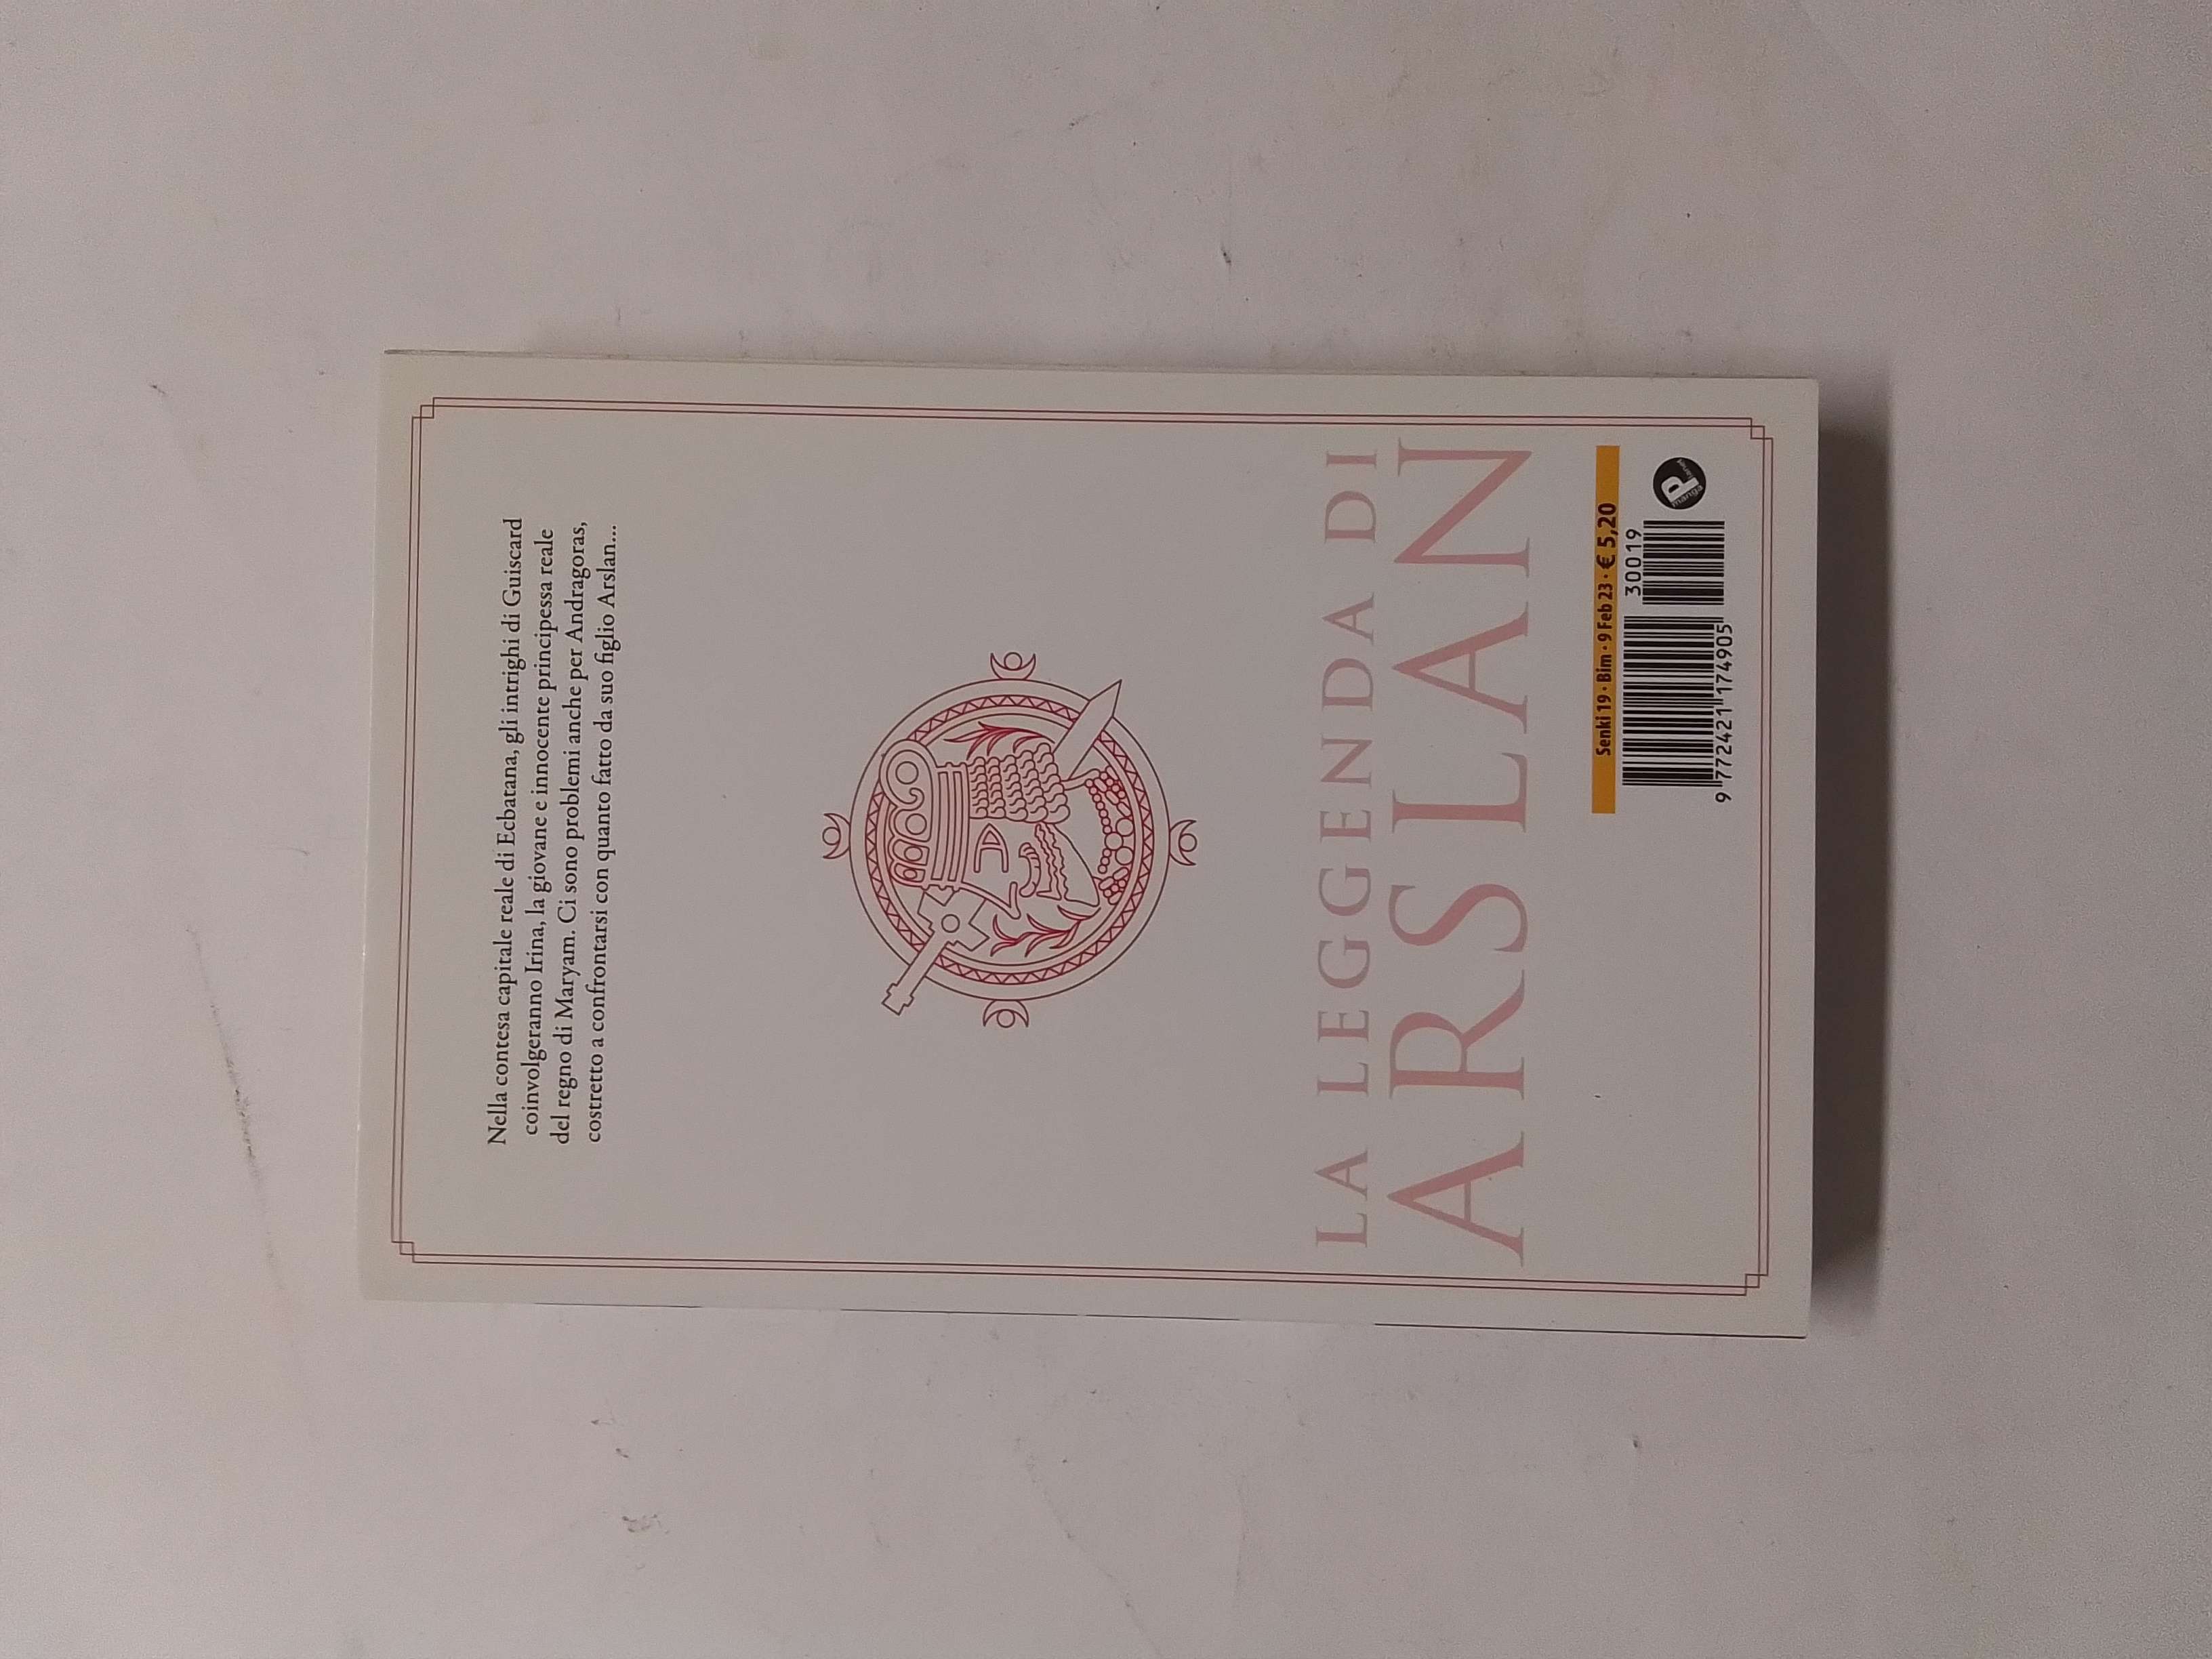 Nella contesa capitale reale di Ecbatana, gli intrighi di Guiscard
coinvolgeranno Irina, la giovane e innocente principessa reale
del regno di Maryam. Ci sono problemi anche per Andragoras,
costretto a confrontarsi con quanto fatto da suo figlio Arslan...
LA LEGGENDA DI
ARSLAN
Senki 19 · Bim · 9 Feb 23 · € 5,20
30019
9 772421 174905
P
planet
manga